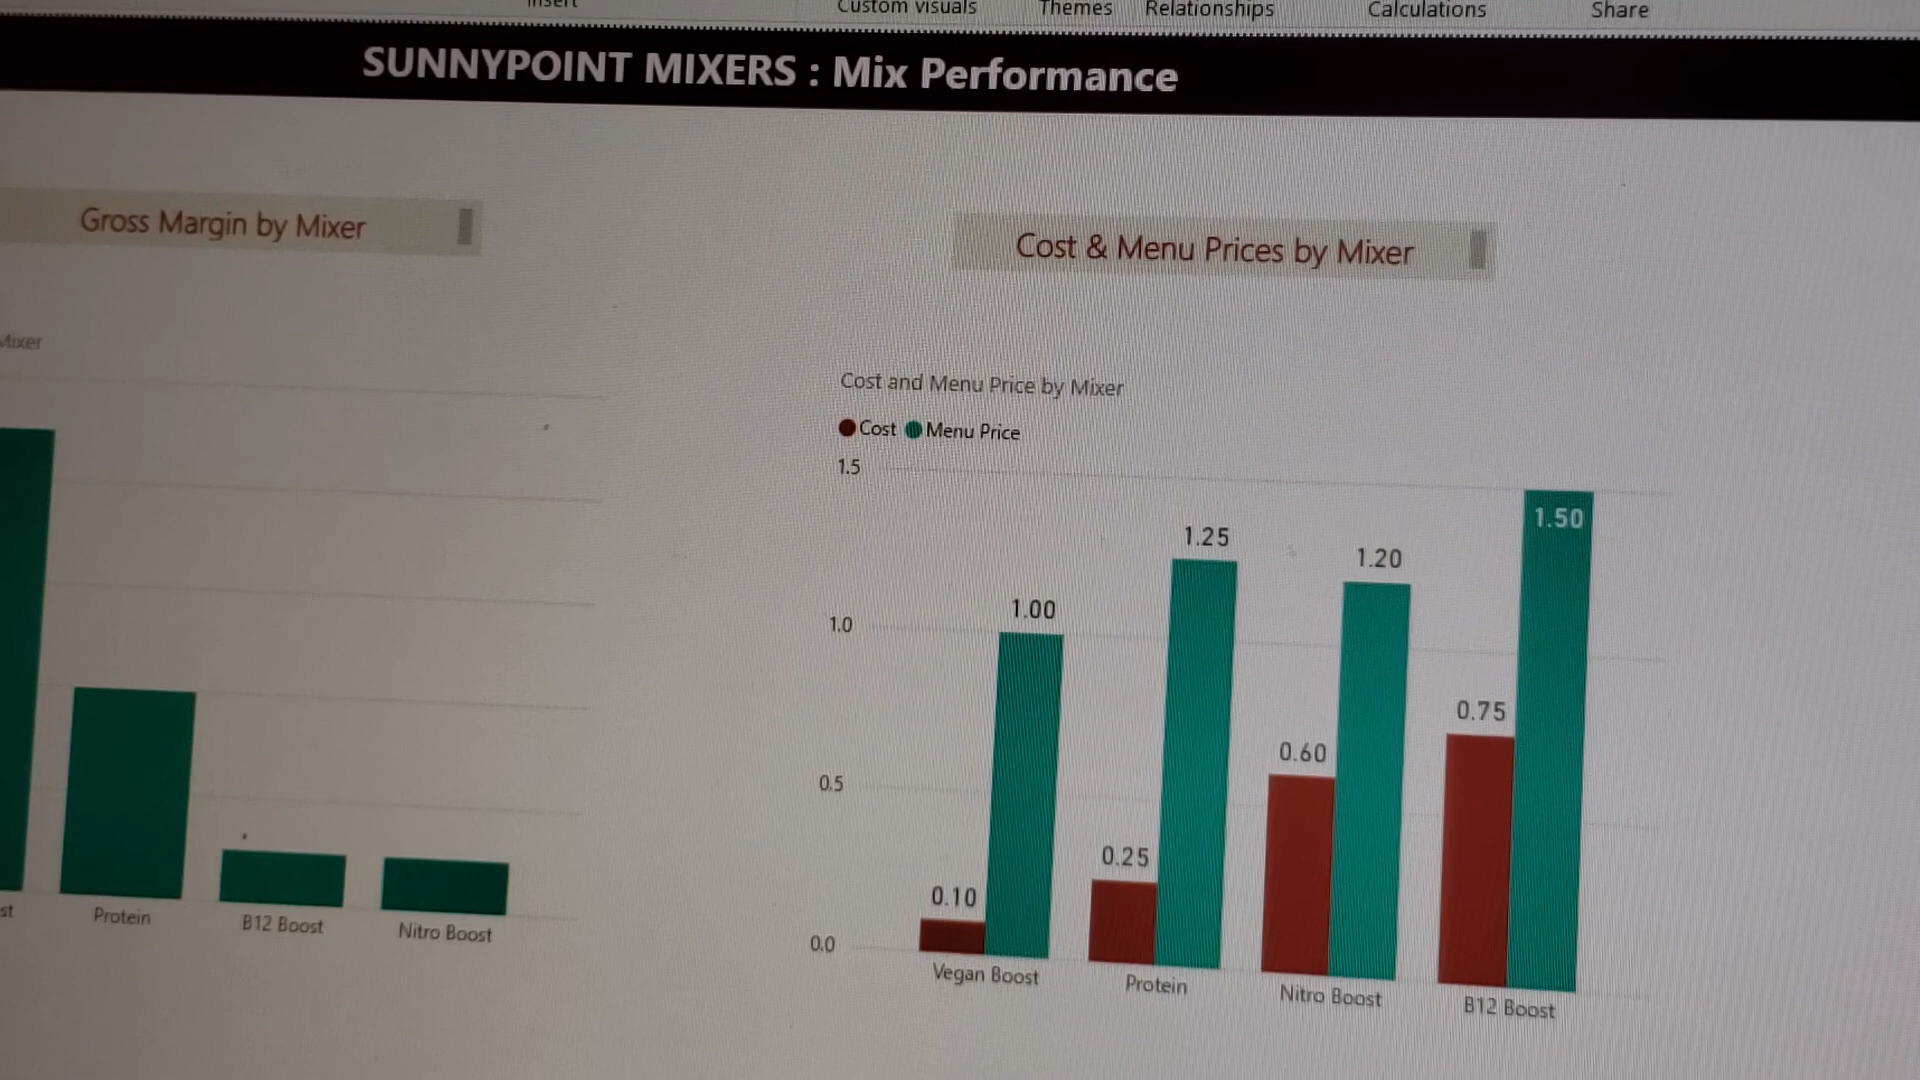 Insert
Custom visuals
Themes
Relationships
Calculations
Share
SUNNYPOINT MIXERS : Mix Performance
Gross Margin by Mixer
Mixer
st
Protein
B12 Boost
Nitro Boost
Cost & Menu Prices by Mixer
Cost and Menu Price by Mixer
Cost Menu Price
1.5
1.0
0.5
0.0
0.10
1.00
0.25
1.25
0.60
1.20
0.75
1.50
Vegan Boost
Protein
Nitro Boost
B12 Boost